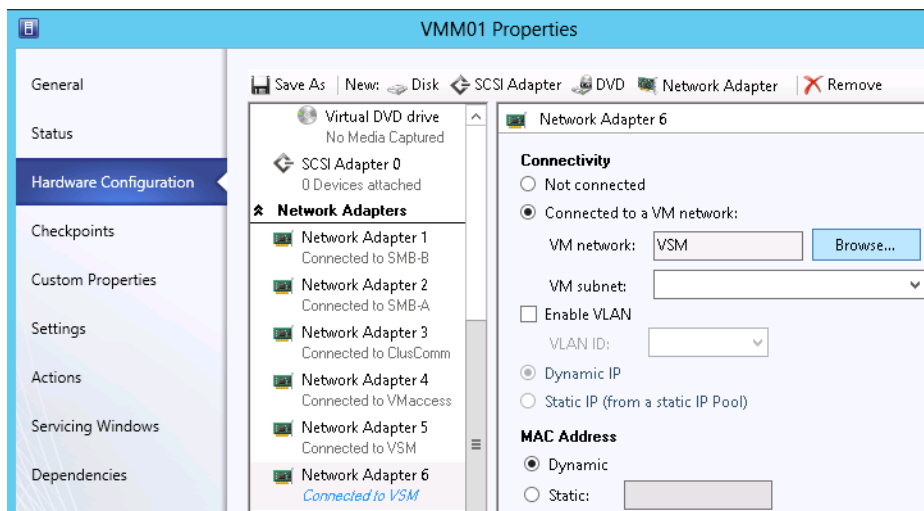 VMM01 Properties
General
Status
Hardware Configuration
Checkpoints
Custom Properties
Settings
Actions
Servicing Windows
Dependencies
Save As New: Disk SCSI Adapter DVD Network Adapter Remove
Virtual DVD drive
No Media Captured
SCSI Adapter 0
0 Devices attached
Network Adapters
Network Adapter 1
Connected to SMB-B
Network Adapter 2
Connected to SMB-A
Network Adapter 3
Connected to ClusComm
Network Adapter 4
Connected to VMaccess
Network Adapter 5
Connected to VSM
Network Adapter 6
Connected to VSM
Network Adapter 6
Connectivity
Not connected
Connected to a VM network:
VM network: VSM Browse...
VM subnet:
Enable VLAN
VLAN ID:
Dynamic IP
Static IP (from a static IP Pool)
MAC Address
Dynamic
Static: